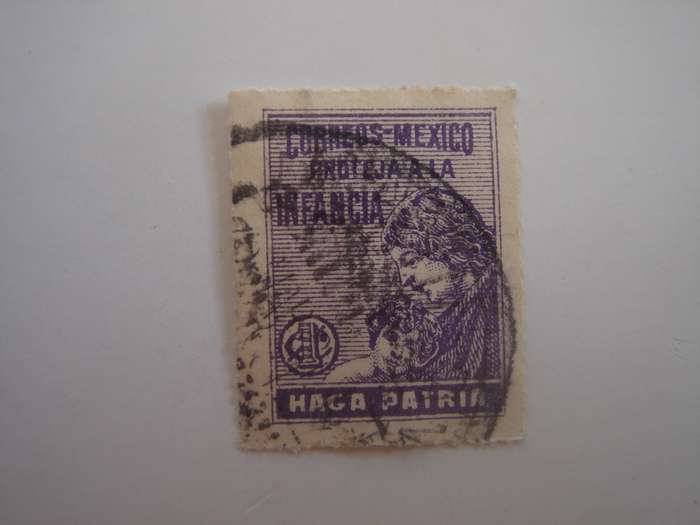 CORREOS-MEXICO
PROTEJA A LA
INFANCIA
HAGA PATRIA